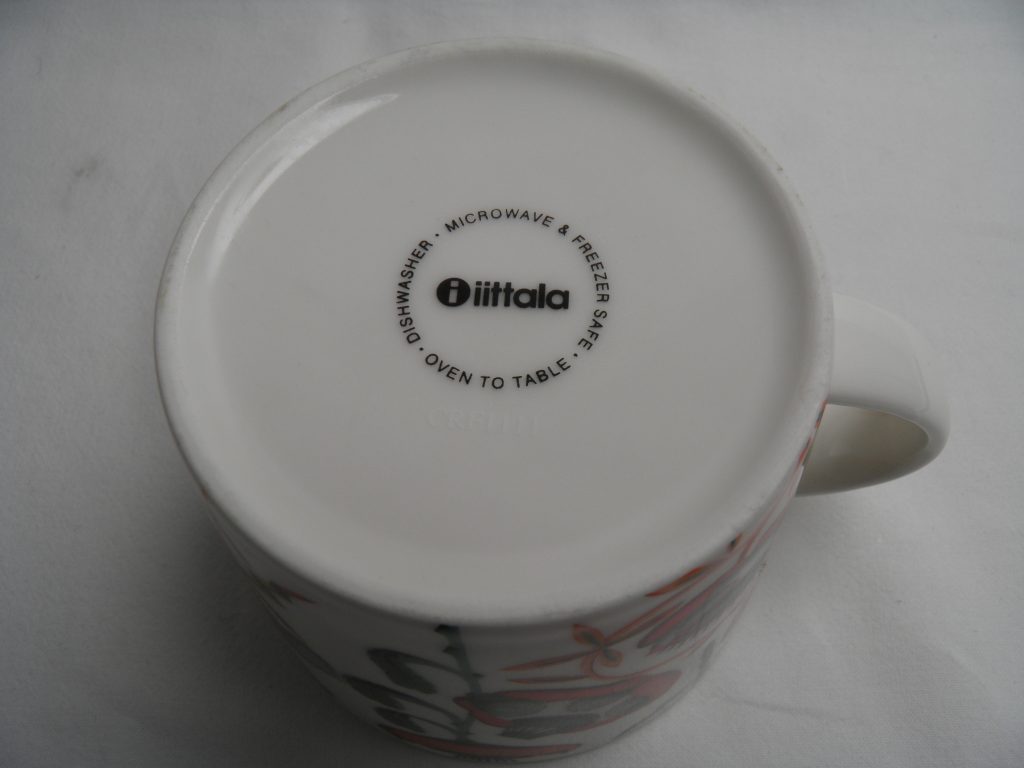 DISHWASHER · MICROWAVE & FREEZER SAFE · OVEN TO TABLE ·
i iittala